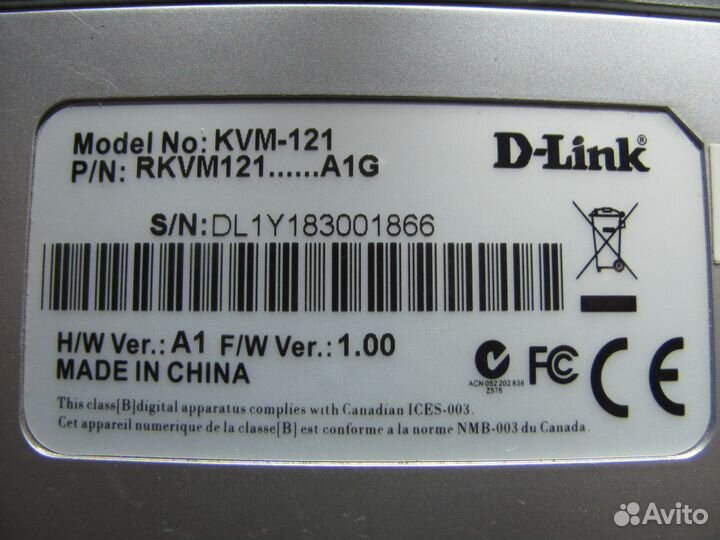 Model No: KVM-121
P/N: RKVM121......A1G
D-Link®
S/N:DL1Y183001866
H/W Ver.: A1 F/W Ver.: 1.00
MADE IN CHINA
ACN 052 202 838
Z576
FC
CE
This class[B]digital apparatus complies with Canadian ICES-003.
Cet appareil numerique de la classe[B] est conforme a la norme NMB-003 du Canada.
Avito